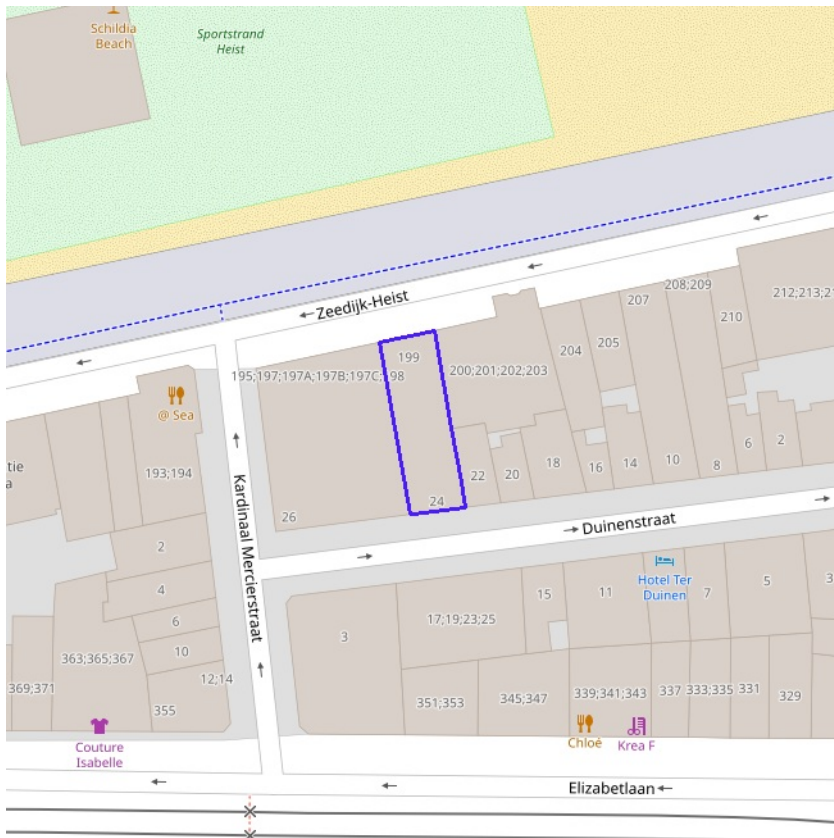 Schildia
Beach
Sportstrand
Heist
Zeedijk-Heist
208;209
207
212;213;21
210
205
204
199
200;201;202;203
195;197;197A;197B;197C;198
@ Sea
tie
a
193;194
26
24
22
20
18
16
14
10
8
6
2
Kardinaal Mercierstraat
Duinenstraat
2
4
6
10
12;14
363;365;367
369;371
355
Couture
Isabelle
3
17;19;23;25
15
11
Hotel Ter
Duinen
7
5
3
351;353
345;347
339;341;343
337
333;335
331
329
Chloé
Krea F
Elizabetlaan